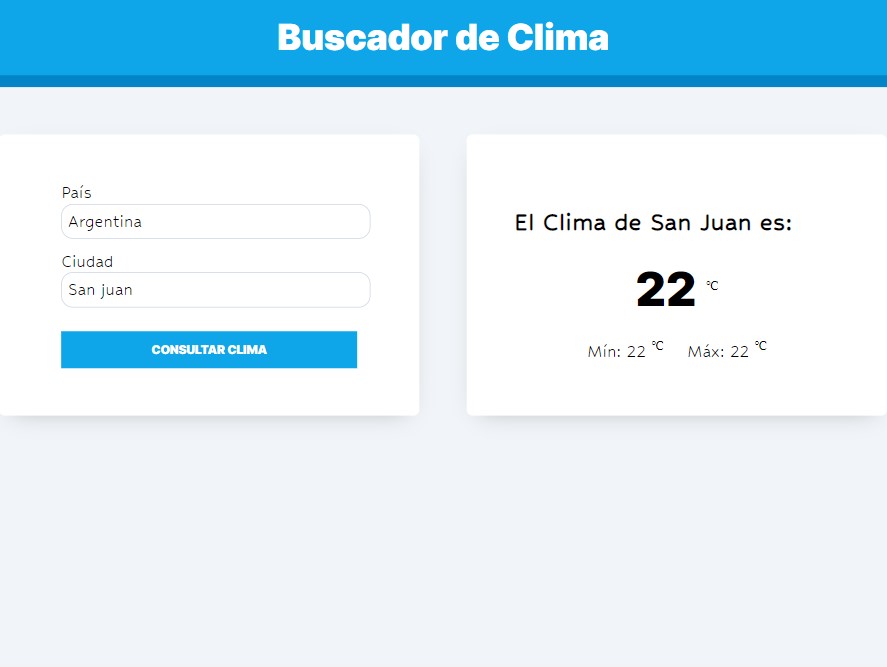 Buscador de Clima
País
Argentina
Ciudad
San juan
CONSULTAR CLIMA
El Clima de San Juan es:
22 °C
Mín: 22 °C Máx: 22 °C